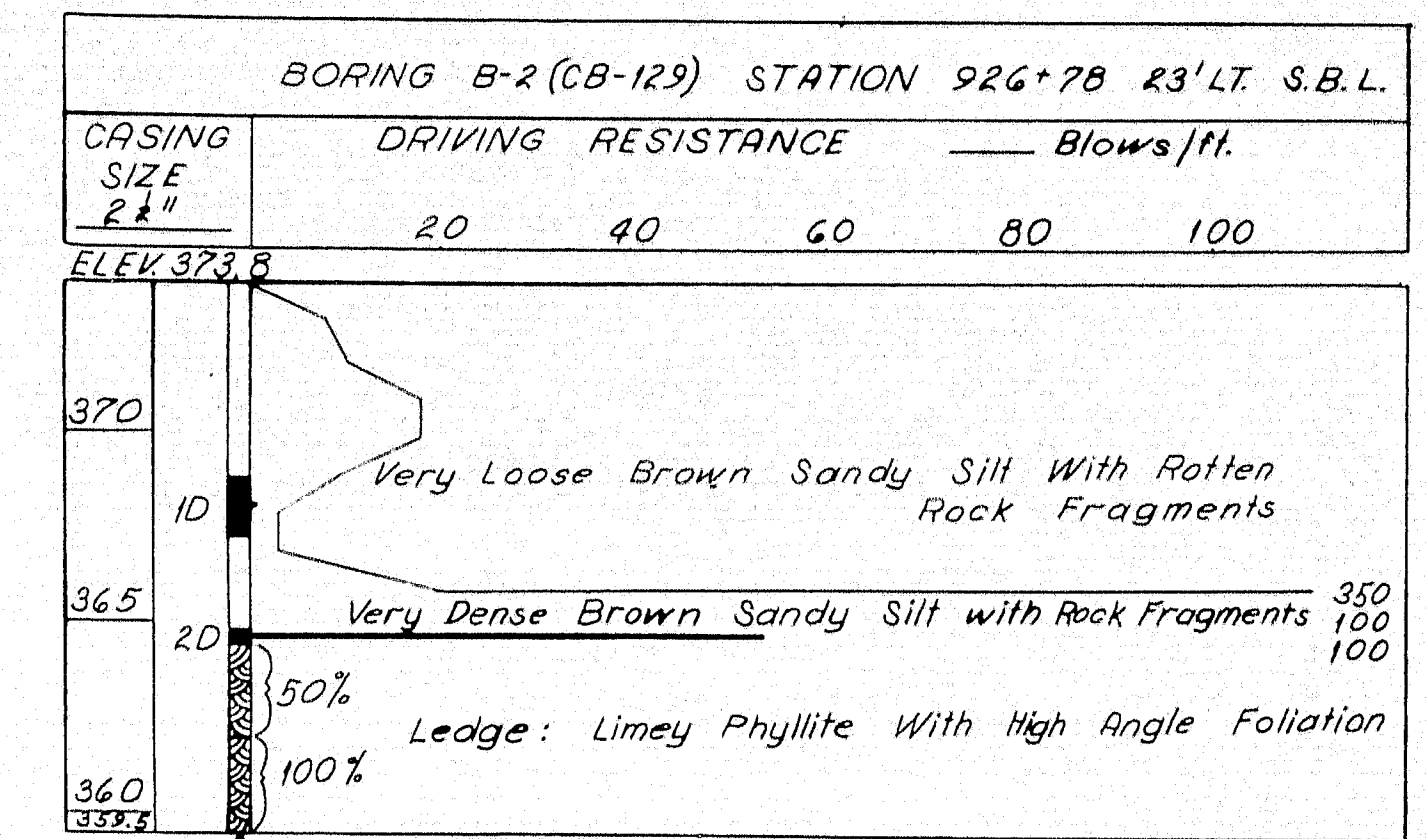 BORING B-2 (CB-129) STATION 926+78 23' LT. S.B.L.
CASING SIZE 2 1/2"
DRIVING RESISTANCE —— Blows/ft.
20 40 60 80 100
ELEV. 373.8
370
Very Loose Brown Sandy Silt With Rotten
1D Rock Fragments
350
365 Very Dense Brown Sandy Silt with Rock Fragments 100
2D 100
50%
Ledge: Limey Phyllite With High Angle Foliation
100%
360
359.5